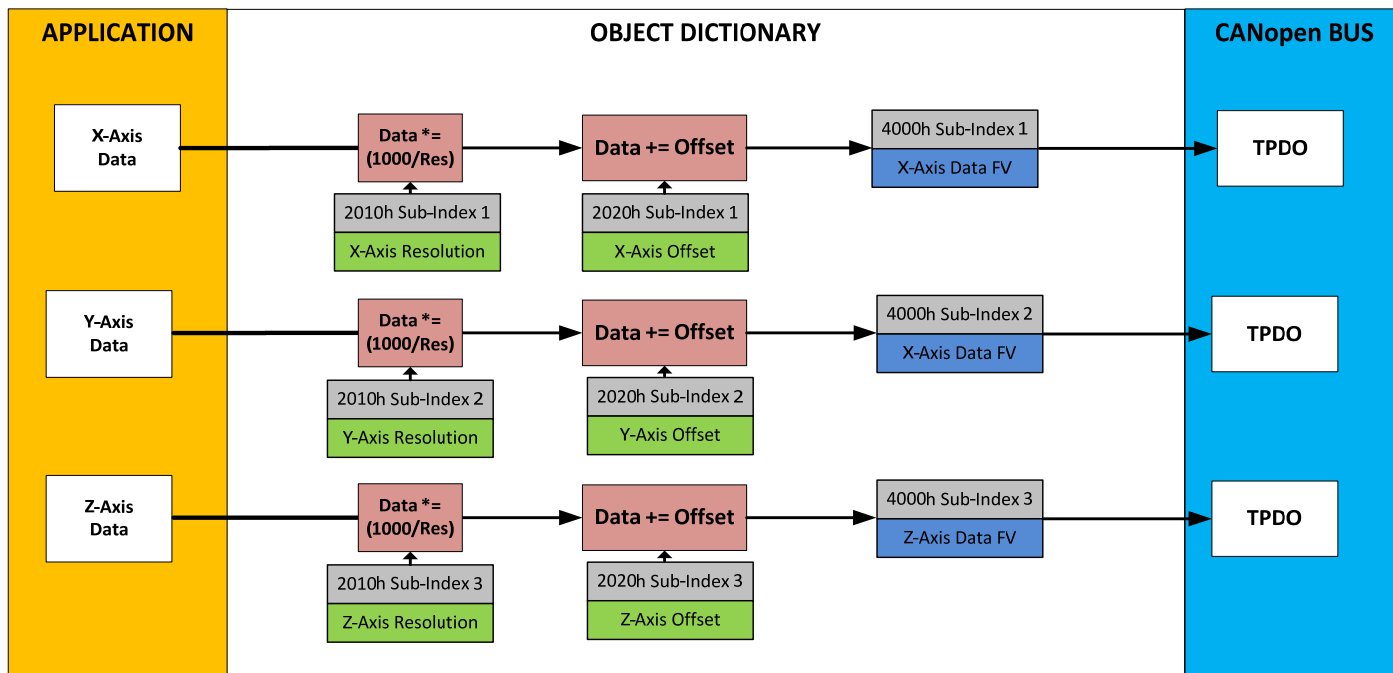 APPLICATION
OBJECT DICTIONARY
CANopen BUS
X-Axis
Data
Data *=
(1000/Res)
Data += Offset
4000h Sub-Index 1
X-Axis Data FV
TPDO
2010h Sub-Index 1
X-Axis Resolution
2020h Sub-Index 1
X-Axis Offset
Y-Axis
Data
Data *=
(1000/Res)
Data += Offset
4000h Sub-Index 2
X-Axis Data FV
TPDO
2010h Sub-Index 2
Y-Axis Resolution
2020h Sub-Index 2
Y-Axis Offset
Z-Axis
Data
Data *=
(1000/Res)
Data += Offset
4000h Sub-Index 3
Z-Axis Data FV
TPDO
2010h Sub-Index 3
Z-Axis Resolution
2020h Sub-Index 3
Z-Axis Offset